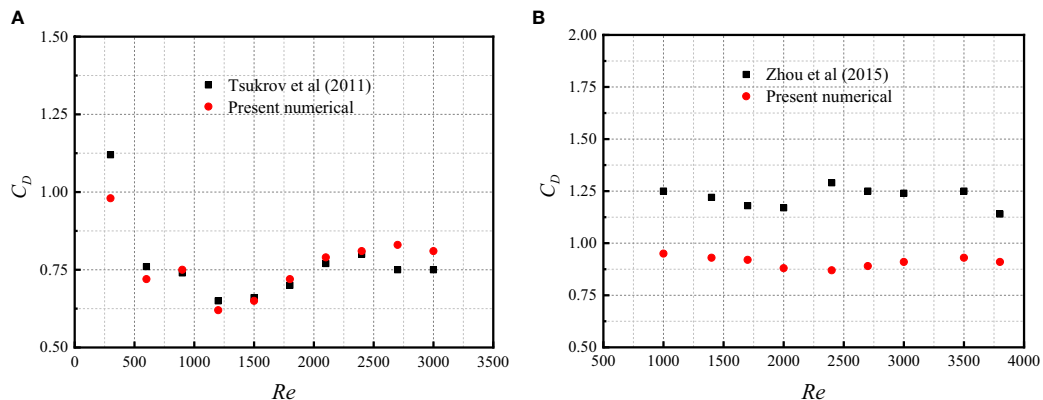 A
1.50
1.25
1.00
0.75
0.50
C_D
Tsukrov et al (2011)
Present numerical
0 500 1000 1500 2000 2500 3000 3500
Re
B
2.00
1.75
1.50
1.25
1.00
0.75
0.50
C_D
Zhou et al (2015)
Present numerical
500 1000 1500 2000 2500 3000 3500 4000
Re